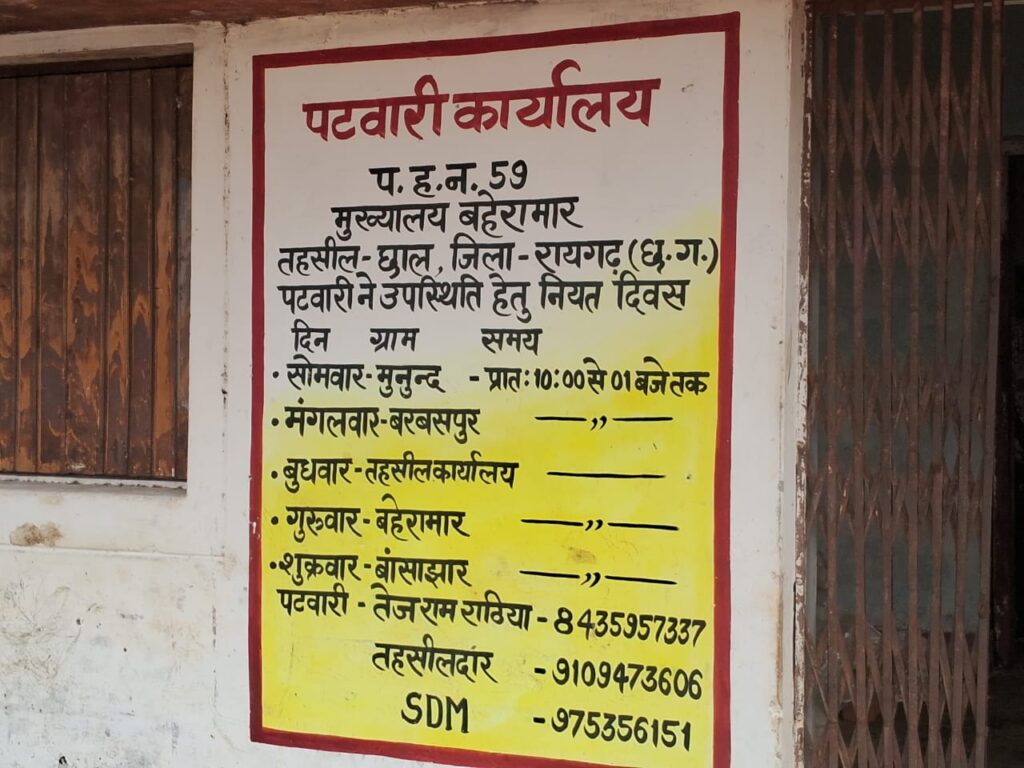 पटवारी कार्यालय
प. ह. न. 59
मुख्यालय बहेरामार
तहसील - छाल, जिला - रायगढ़ (छ. ग.)
पटवारी ने उपस्थिति हेतु नियत दिवस
दिन ग्राम समय
• सोमवार - मुनुन्द - प्रातः 10:00 से 01 बजे तक
• मंगलवार - बरबसपुर —— ,, ——
• बुधवार - तहसील कार्यालय ————
• गुरुवार - बहेरामार —— ,, ——
• शुक्रवार - बांसाझार —— ,, ——
पटवारी - तेजराम राठिया - 8435957337
तहसीलदार - 9109473606
SDM - 975356151